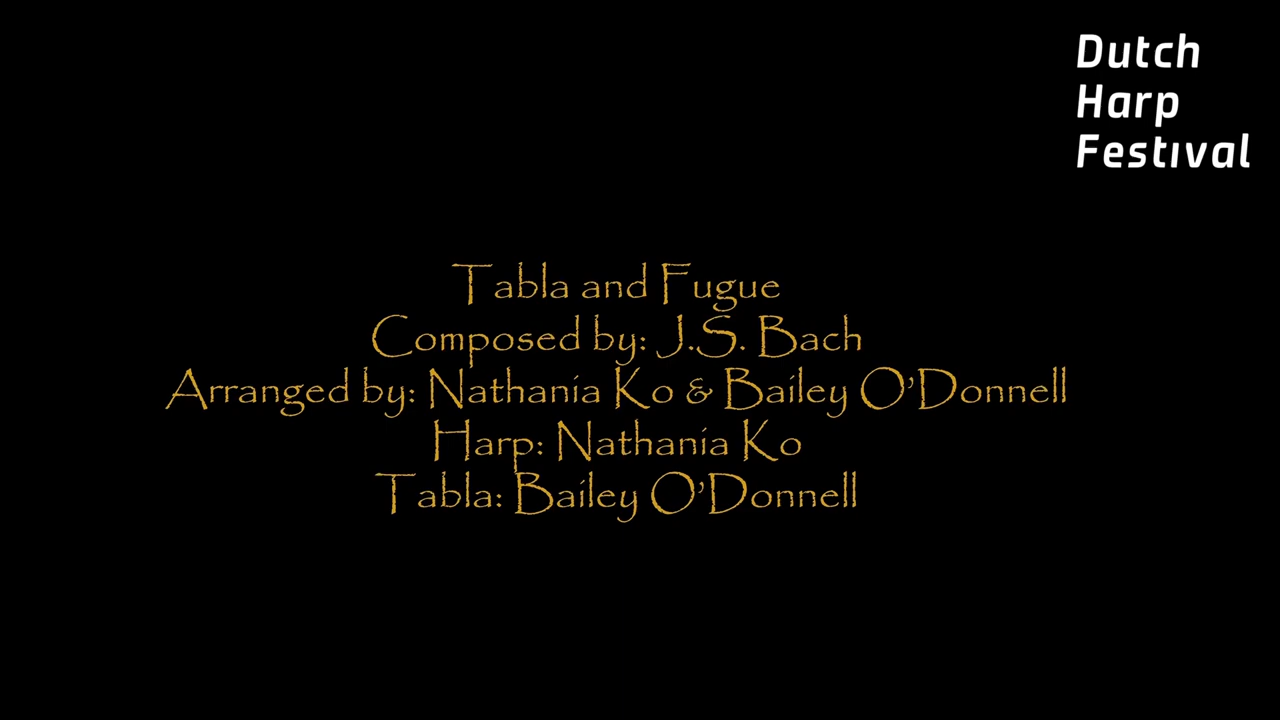 Dutch
Harp
Festival
Tabla and Fugue
Composed by: J.S. Bach
Arranged by: Nathania Ko & Bailey O'Donnell
Harp: Nathania Ko
Tabla: Bailey O'Donnell